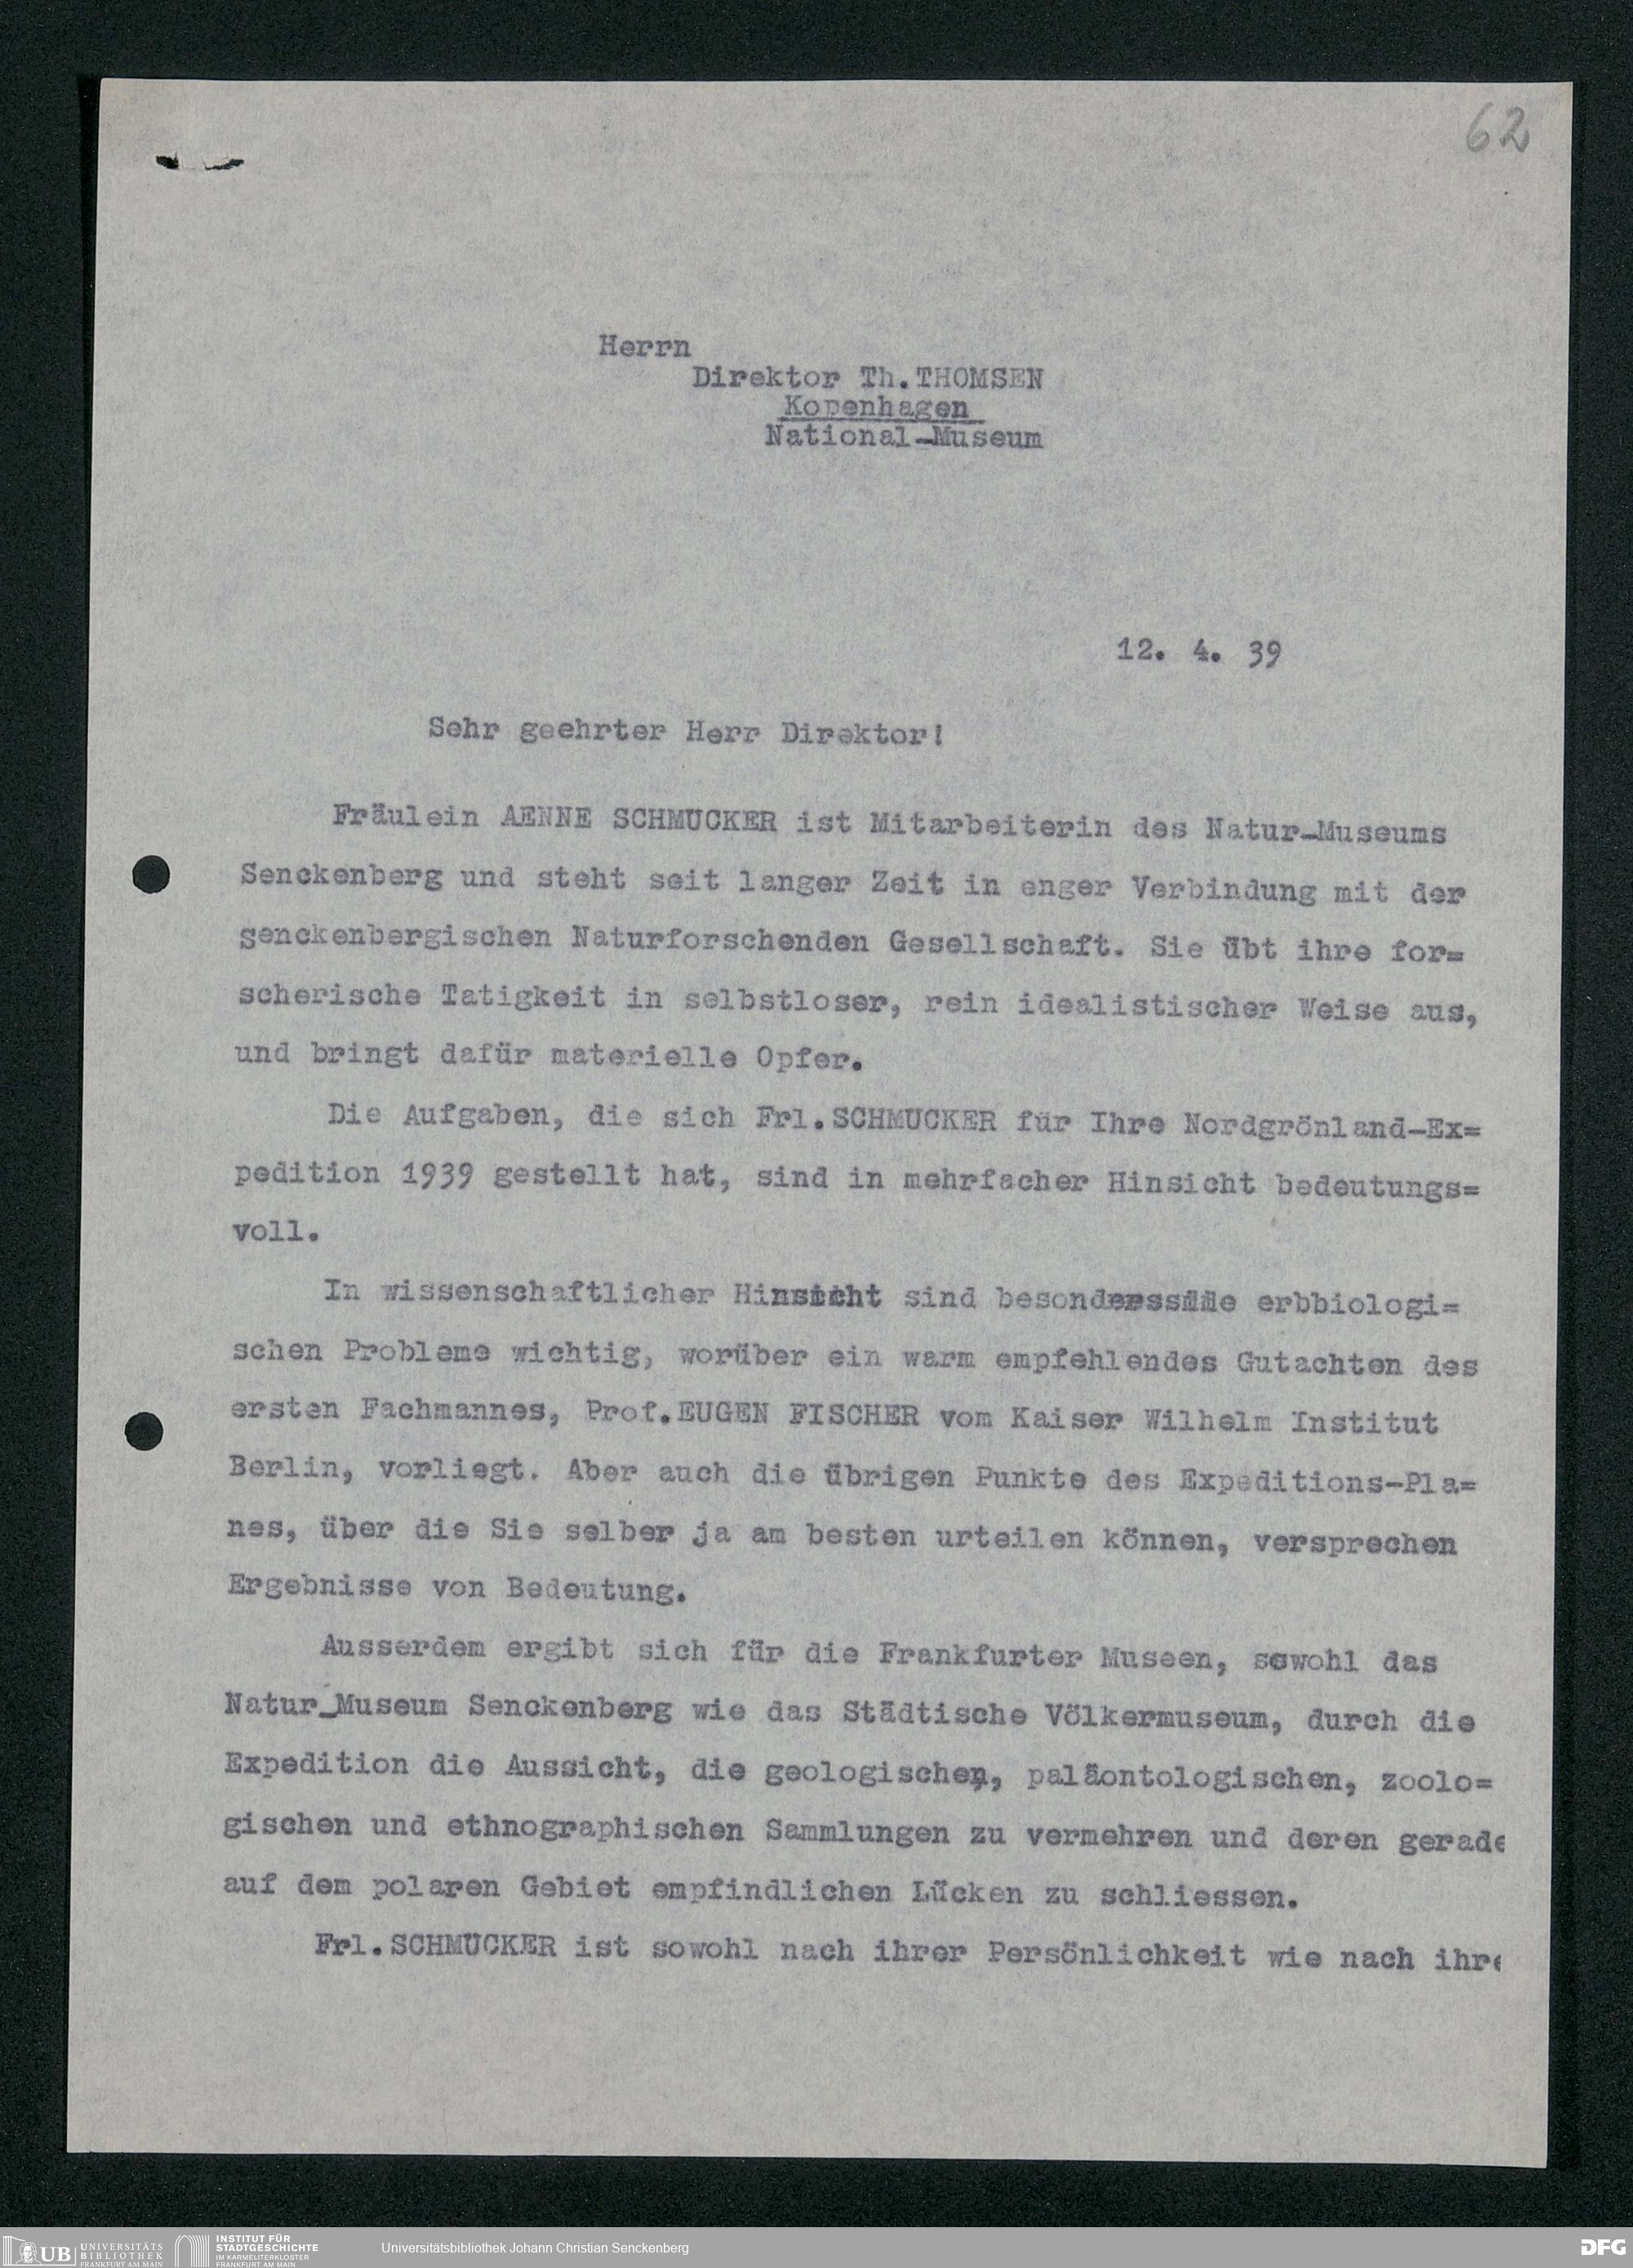 62
Herrn
Direktor Th.THOMSEN
Kopenhagen
National-Museum
12. 4. 39
Sehr geehrter Herr Direktor!
Fräulein AENNE SCHMUCKER ist Mitarbeiterin des Natur-Museums
Senckenberg und steht seit langer Zeit in enger Verbindung mit der
senckenbergischen Naturforschenden Gesellschaft. Sie übt ihre for=
scherische Tatigkeit in selbstloser, rein idealistischer Weise aus,
und bringt dafür materielle Opfer.
Die Aufgaben, die sich Frl.SCHMUCKER für Ihre Nordgrönland-Ex=
pedition 1939 gestellt hat, sind in mehrfacher Hinsicht bedeutungs=
voll.
In wissenschaftlicher Hinsicht sind besonders die erbbiologi=
schen Probleme wichtig, worüber ein warm empfehlendes Gutachten des
ersten Fachmannes, Prof.EUGEN FISCHER vom Kaiser Wilhelm Institut
Berlin, vorliegt. Aber auch die übrigen Punkte des Expeditions-Pla=
nes, über die Sie selber ja am besten urteilen können, versprechen
Ergebnisse von Bedeutung.
Ausserdem ergibt sich für die Frankfurter Museen, sowohl das
Natur_Museum Senckenberg wie das Städtische Völkermuseum, durch die
Expedition die Aussicht, die geologischen, paläontologischen, zoolo=
gischen und ethnographischen Sammlungen zu vermehren und deren gerade
auf dem polaren Gebiet empfindlichen Lücken zu schliessen.
Frl.SCHMUCKER ist sowohl nach ihrer Persönlichkeit wie nach ihre
UB UNIVERSITÄTS
BIBLIOTHEK
FRANKFURT AM MAIN
INSTITUT FÜR
STADTGESCHICHTE
IM KARMELITERKLOSTER
FRANKFURT AM MAIN
Universitätsbibliothek Johann Christian Senckenberg
DFG